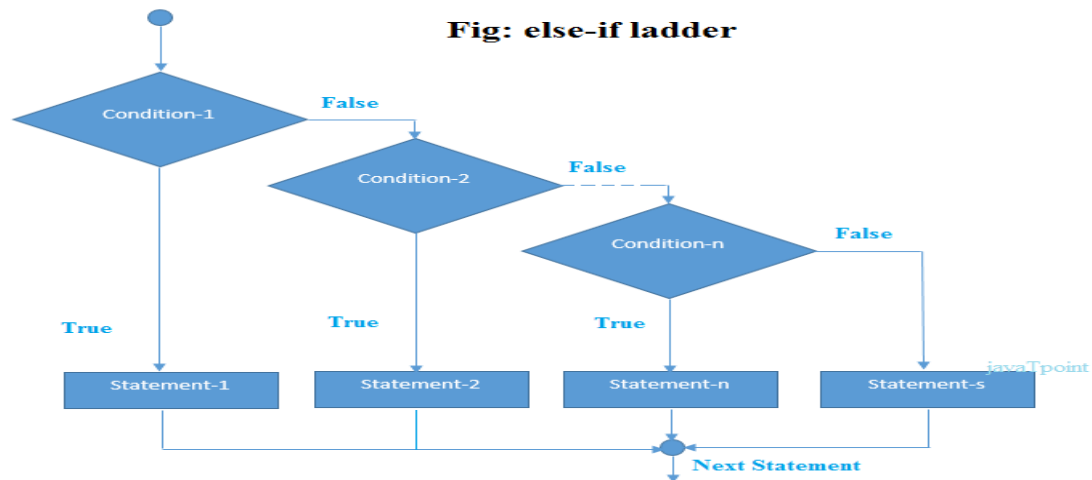 Fig: else-if ladder
Condition-1
False
Condition-2
False
Condition-n
False
True
True
True
Statement-1
Statement-2
Statement-n
Statement-s
javaTpoint
Next Statement